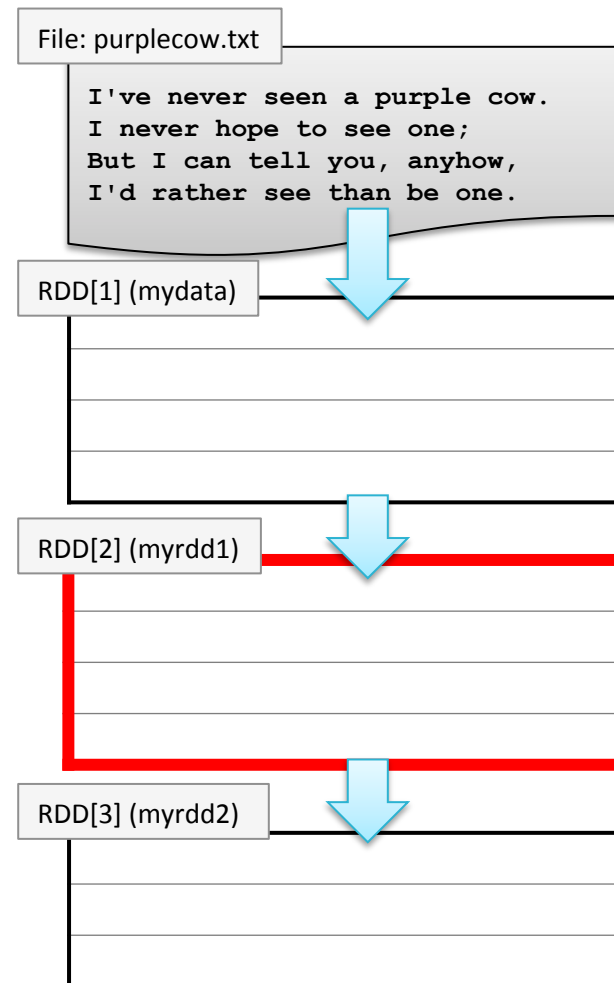 File: purplecow.txt
I've never seen a purple cow.
I never hope to see one;
But I can tell you, anyhow,
I'd rather see than be one.
RDD[1] (mydata)
RDD[2] (myrdd1)
RDD[3] (myrdd2)